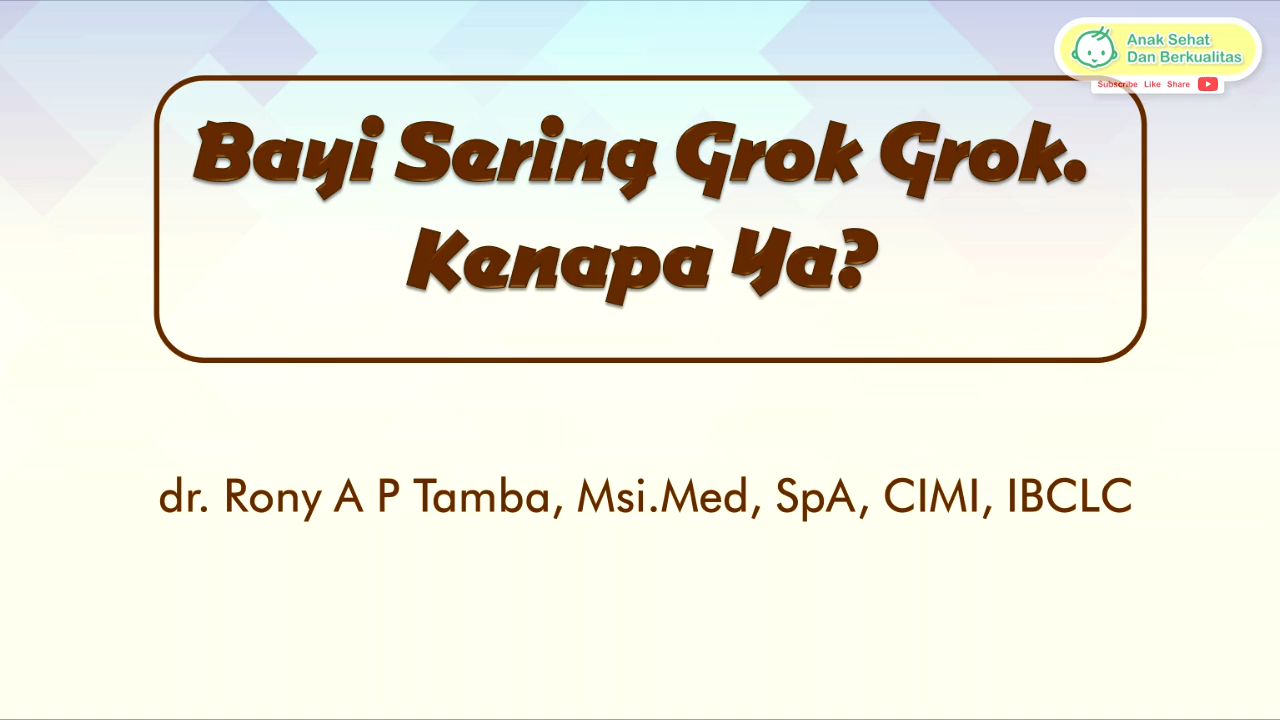 Anak Sehat
Dan Berkualitas
Subscribe Like Share
Bayi Sering Grok Grok.
Kenapa Ya?
dr. Rony A P Tamba, Msi.Med, SpA, CIMI, IBCLC